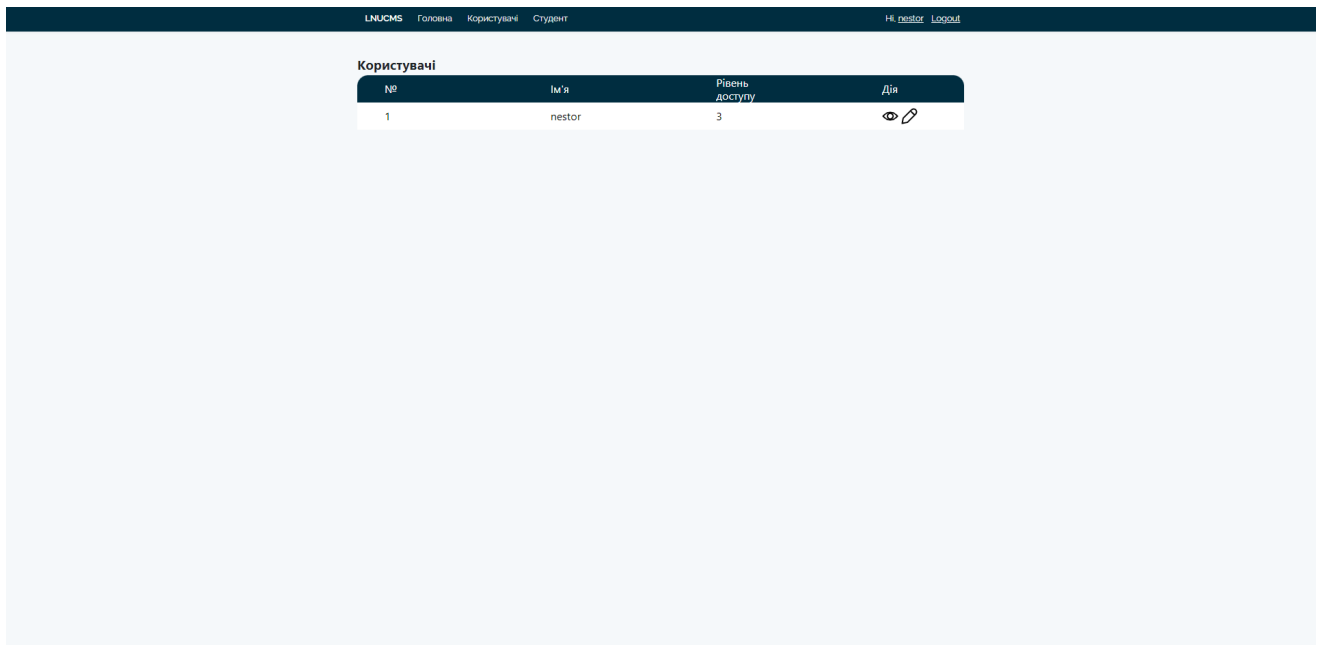 LNUCMS Головна Користувачі Студент Hi, nestor Logout
Користувачі
№ Ім'я Рівень доступу Дія
1 nestor 3